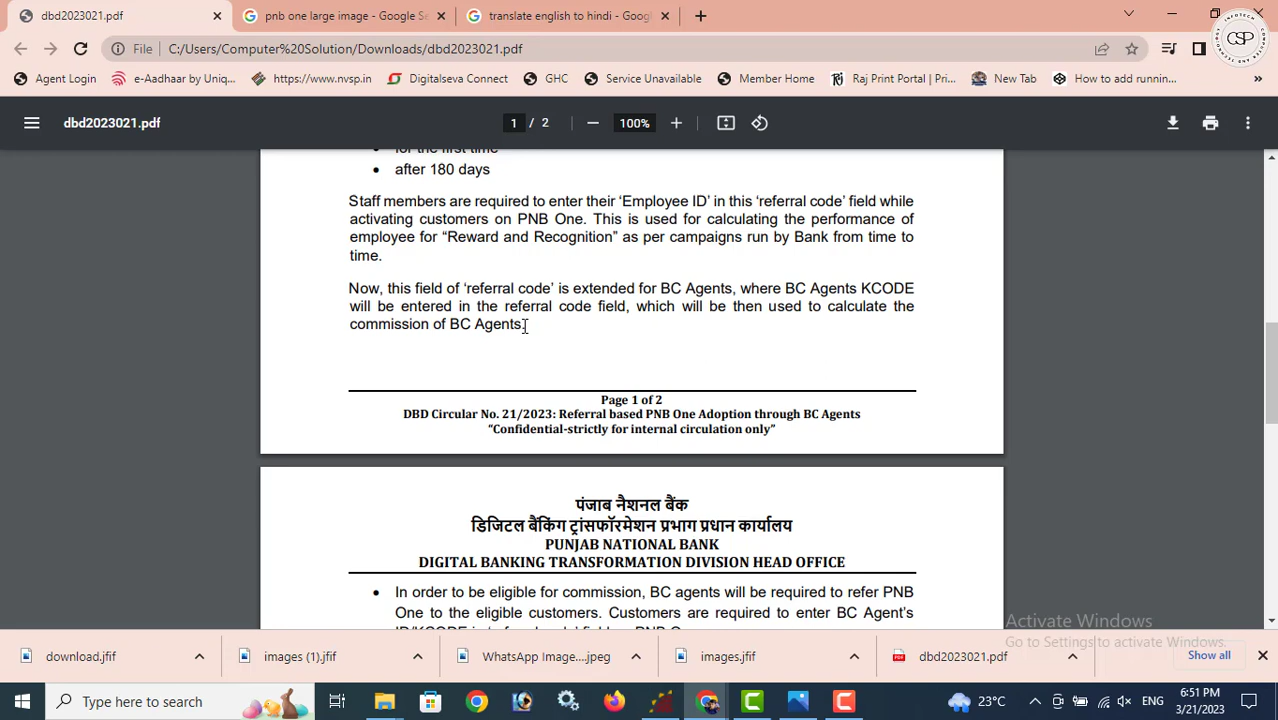 dbd2023021.pdf
pnb one large image - Google Se
translate english to hindi - Goog
INFOTECH
CSP
File
C:/Users/Computer%20Solution/Downloads/dbd2023021.pdf
Agent Login
e-Aadhaar by Uniq...
https://www.nvsp.in
Digitalseva Connect
GHC
Service Unavailable
Member Home
Raj Print Portal | Pri...
New Tab
How to add runnin...
»
dbd2023021.pdf
1 / 2
100%
for the first time
• after 180 days
Staff members are required to enter their ‘Employee ID’ in this ‘referral code’ field while
activating customers on PNB One. This is used for calculating the performance of
employee for “Reward and Recognition” as per campaigns run by Bank from time to
time.
Now, this field of ‘referral code’ is extended for BC Agents, where BC Agents KCODE
will be entered in the referral code field, which will be then used to calculate the
commission of BC Agents.
Page 1 of 2
DBD Circular No. 21/2023: Referral based PNB One Adoption through BC Agents
“Confidential-strictly for internal circulation only”
पंजाब नैशनल बैंक
डिजिटल बैंकिंग ट्रांसफॉरमेशन प्रभाग प्रधान कार्यालय
PUNJAB NATIONAL BANK
DIGITAL BANKING TRANSFORMATION DIVISION HEAD OFFICE
• In order to be eligible for commission, BC agents will be required to refer PNB
One to the eligible customers. Customers are required to enter BC Agent’s
Activate Windows
Go to Settings to activate Windows.
download.jfif
images (1).jfif
WhatsApp Image....jpeg
images.jfif
dbd2023021.pdf
Show all
Type here to search
23°C
ENG
6:51 PM
3/21/2023